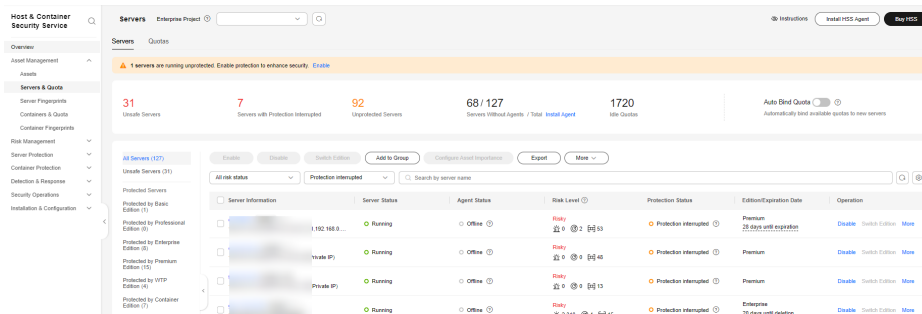 Host & Container
Security Service
Overview
Asset Management
Assets
Servers & Quota
Server Fingerprints
Containers & Quota
Container Fingerprints
Risk Management
Server Protection
Container Protection
Detection & Response
Security Operations
Installation & Configuration
Servers
Enterprise Project
Instructions
Install HSS Agent
Buy HSS
Servers Quotas
1 servers are running unprotected. Enable protection to enhance security. Enable
31
Unsafe Servers
7
Servers with Protection Interrupted
92
Unprotected Servers
68 / 127
Servers Without Agents / Total Install Agent
1720
Idle Quotas
Auto Bind Quota
Automatically bind available quotas to new servers
All Servers (127)
Unsafe Servers (31)
Protected Servers
Protected by Basic
Edition (1)
Protected by Professional
Edition (0)
Protected by Enterprise
Edition (8)
Protected by Premium
Edition (15)
Protected by WTP
Edition (4)
Protected by Container
Edition (7)
Enable Disable Switch Edition Add to Group Configure Asset Importance Export More
All risk status Protection interrupted Search by server name
Server Information Server Status Agent Status Risk Level Protection Status Edition/Expiration Date Operation
.192.168.0... Running Offline Risky
0 2 53 Protection interrupted Premium
28 days until expiration Disable Switch Edition More
Private IP) Running Offline Risky
0 0 48 Protection interrupted Premium Disable Switch Edition More
Private IP) Running Offline Risky
0 0 13 Protection interrupted Premium Disable Switch Edition More
Running Offline Risky
Protection interrupted Enterprise
28 days until deletion Disable Switch Edition More